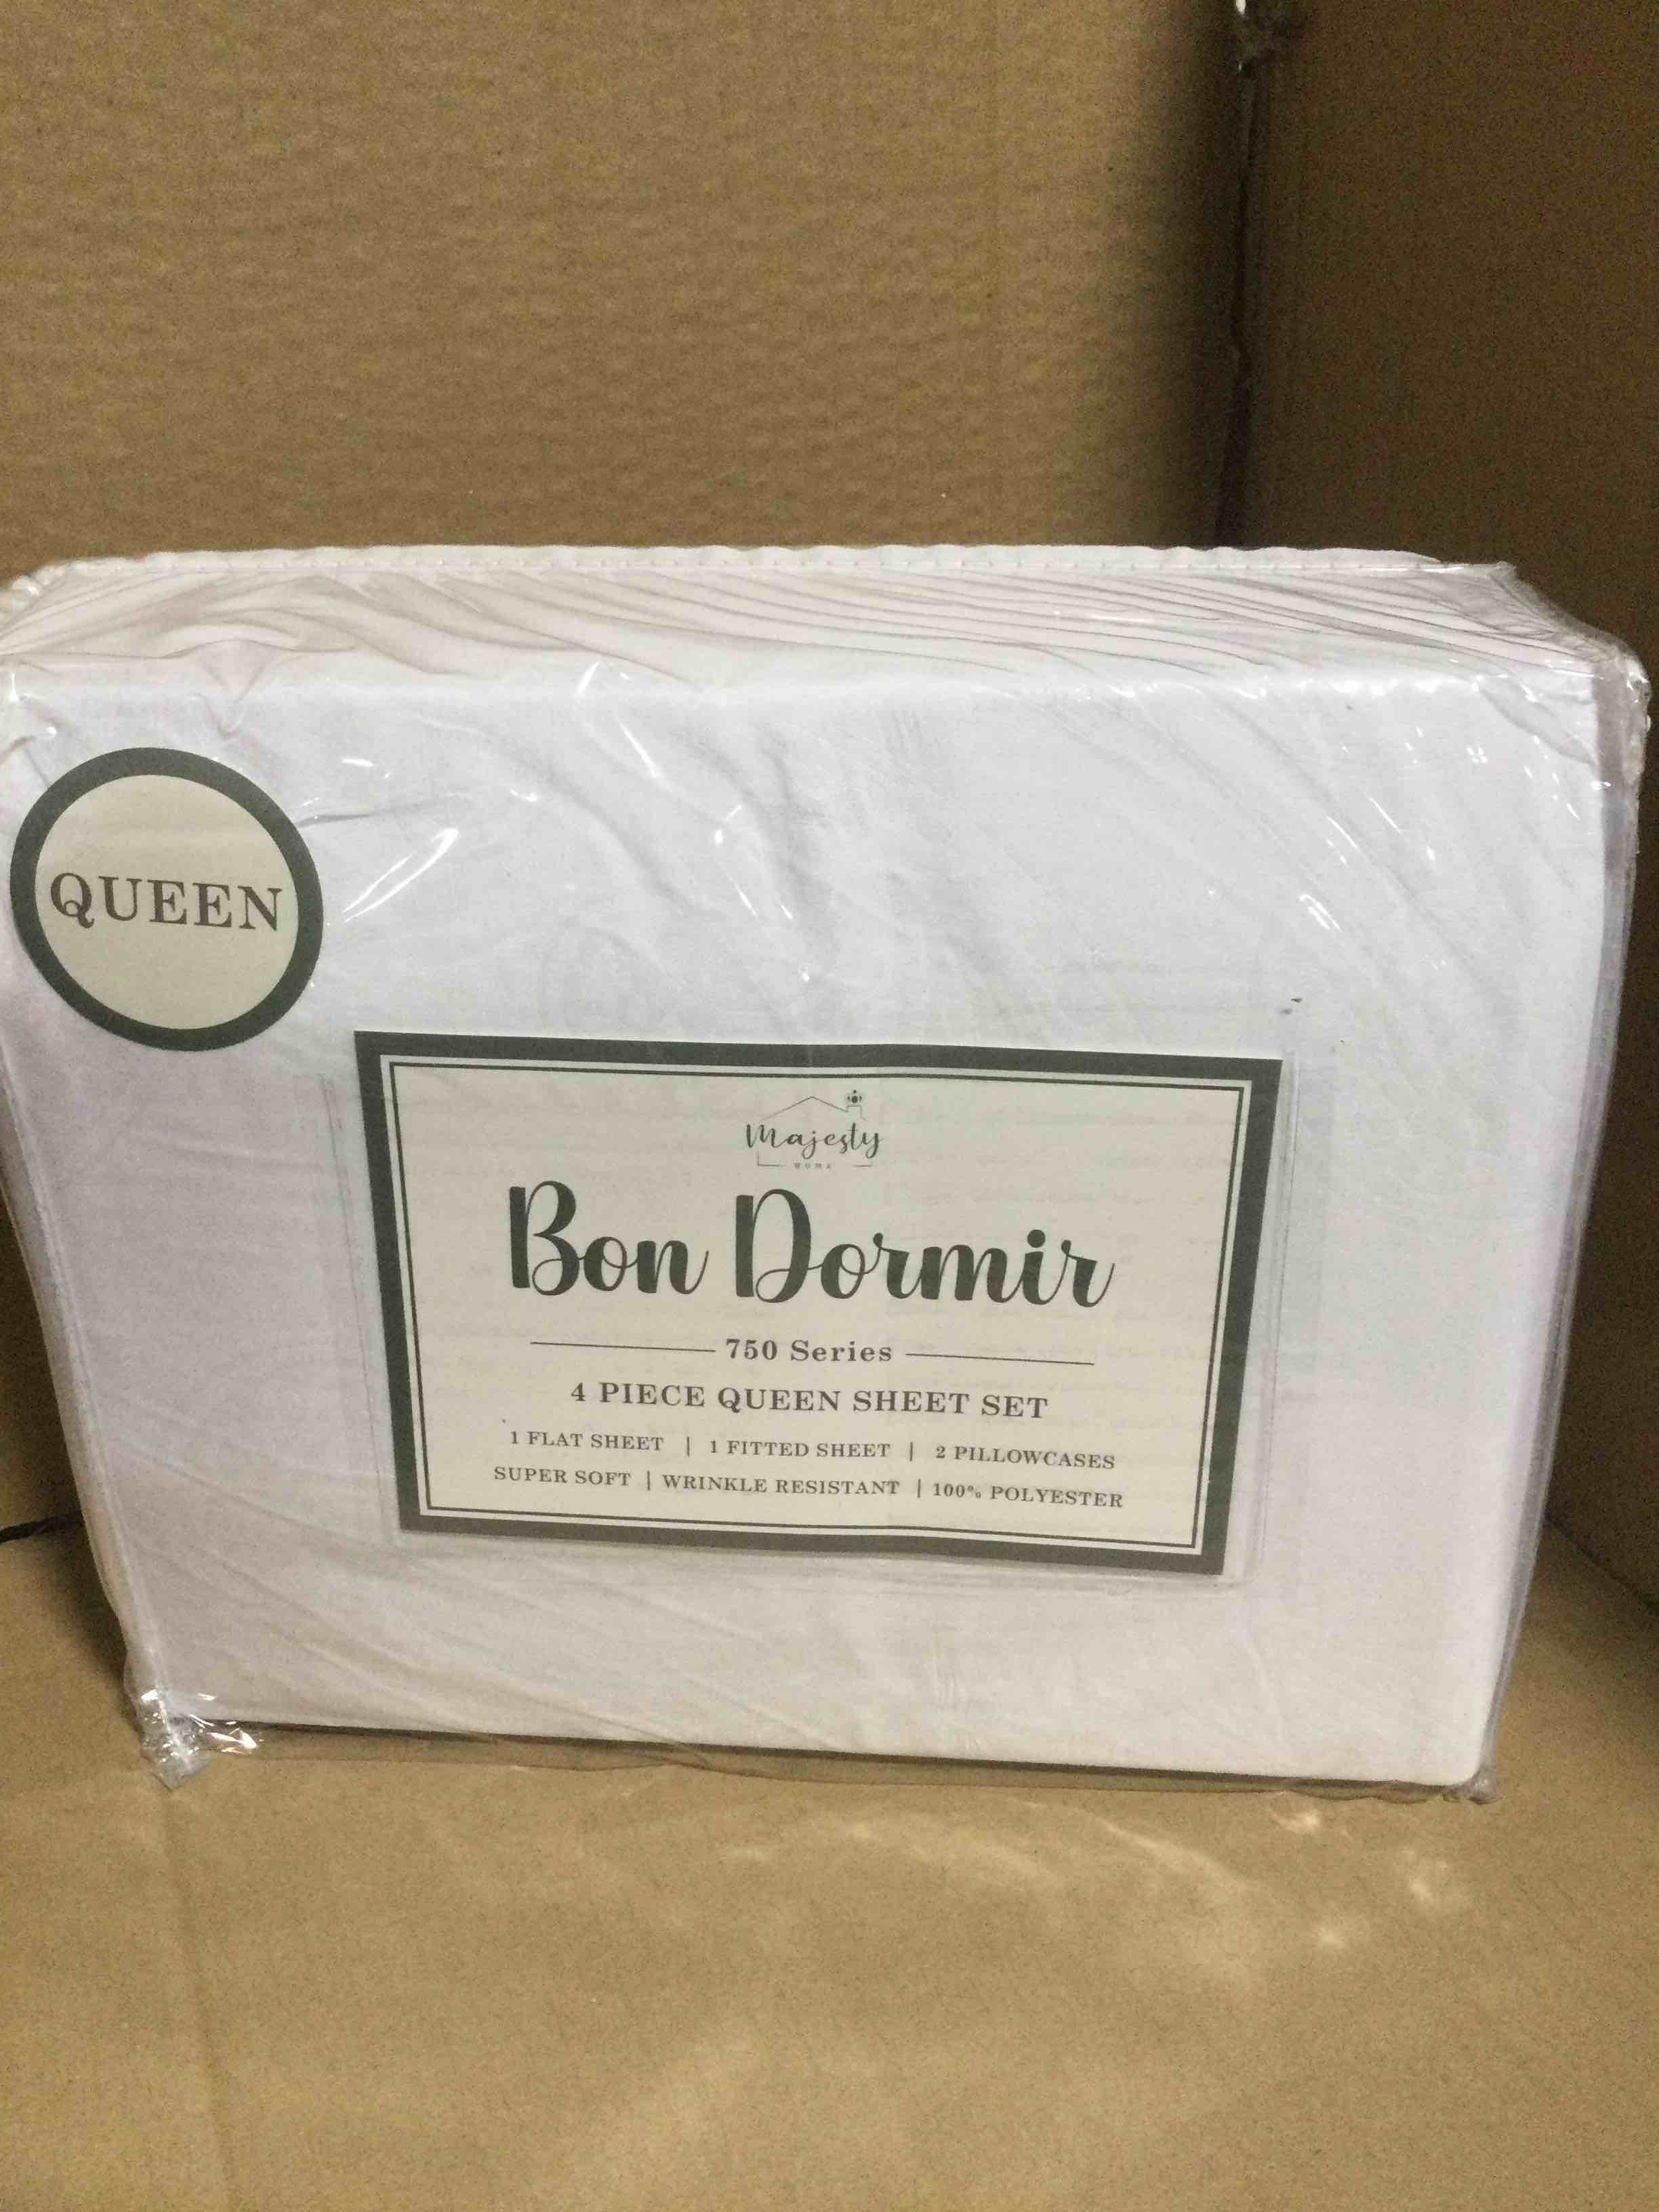 QUEEN
Majesty
HOME
Bon Dormir
750 Series
4 PIECE QUEEN SHEET SET
1 FLAT SHEET | 1 FITTED SHEET | 2 PILLOWCASES
SUPER SOFT | WRINKLE RESISTANT | 100% POLYESTER